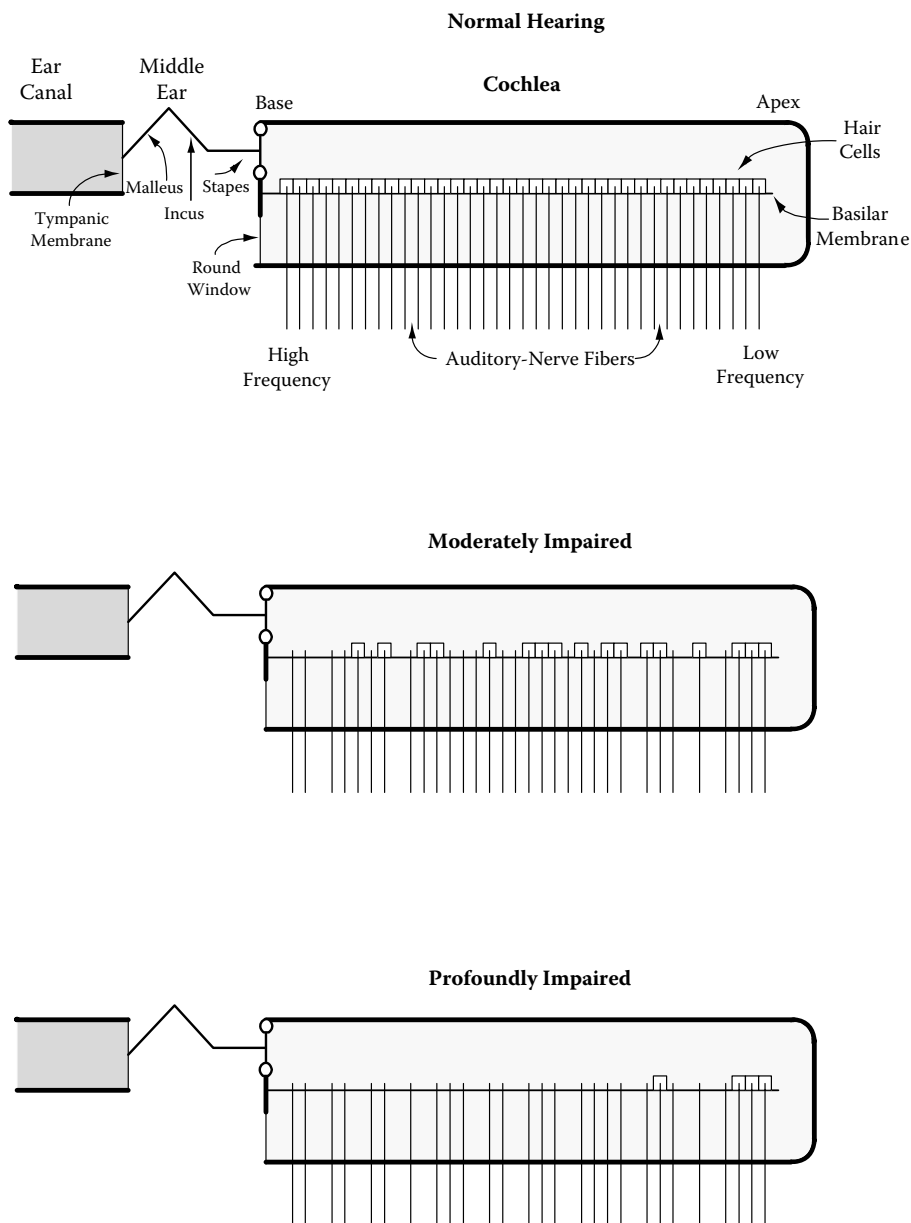 Normal Hearing
Ear
Canal
Middle
Ear
Cochlea
Base
Apex
Hair
Cells
Malleus
Stapes
Incus
Tympanic
Membrane
Basilar
Membrane
Round
Window
High
Frequency
Auditory-Nerve Fibers
Low
Frequency
Moderately Impaired
Profoundly Impaired